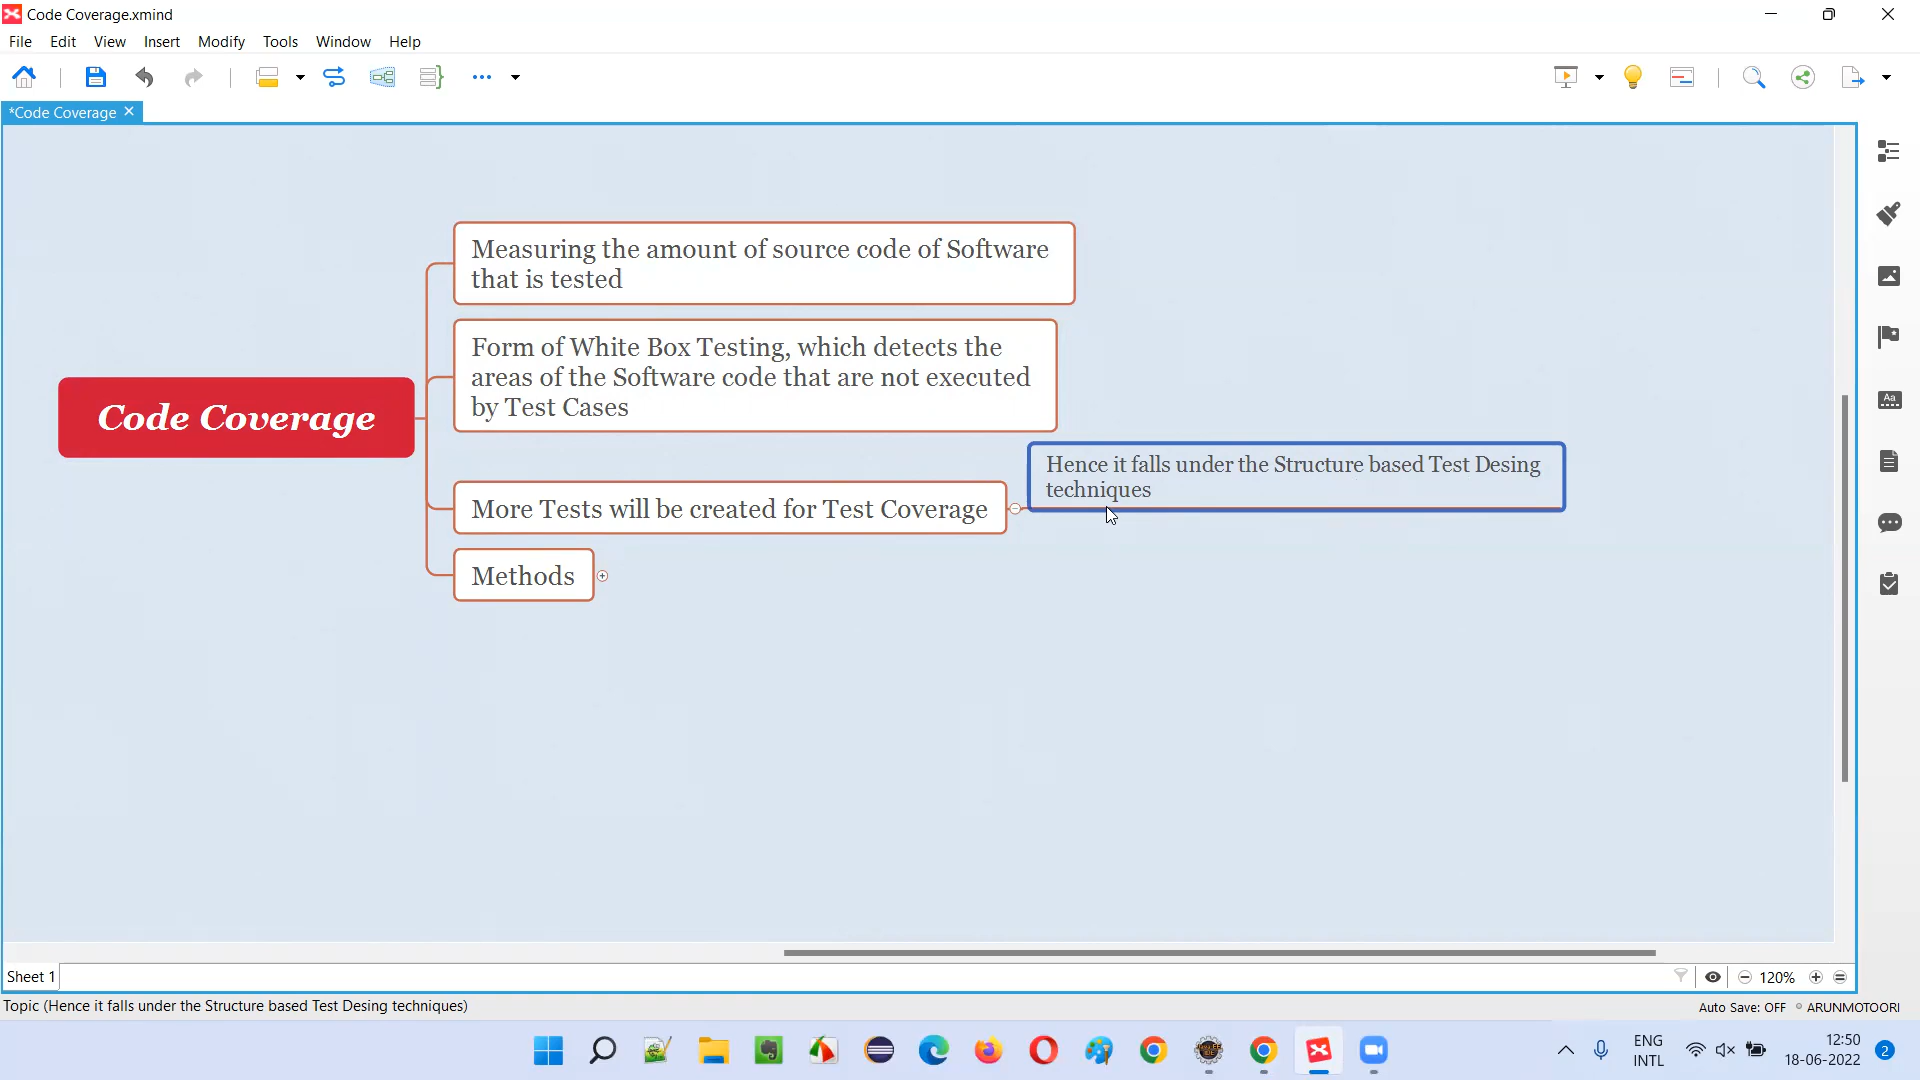 Code Coverage.xmind
File Edit View Insert Modify Tools Window Help
*Code Coverage
Measuring the amount of source code of Software
that is tested
Form of White Box Testing, which detects the
areas of the Software code that are not executed
by Test Cases
Code Coverage
Hence it falls under the Structure based Test Desing
techniques
More Tests will be created for Test Coverage
Methods
Aa
Sheet 1
120%
Topic (Hence it falls under the Structure based Test Desing techniques)
Auto Save: OFF ARUNMOTOORI
ENG
INTL
12:50
18-06-2022
2